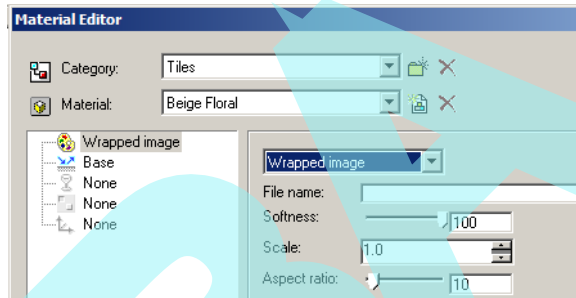 Material Editor
Category: Tiles
Material: Beige Floral
Wrapped image
Base
None
None
None
Wrapped image
File name:
Softness: 100
Scale: 1.0
Aspect ratio: 10